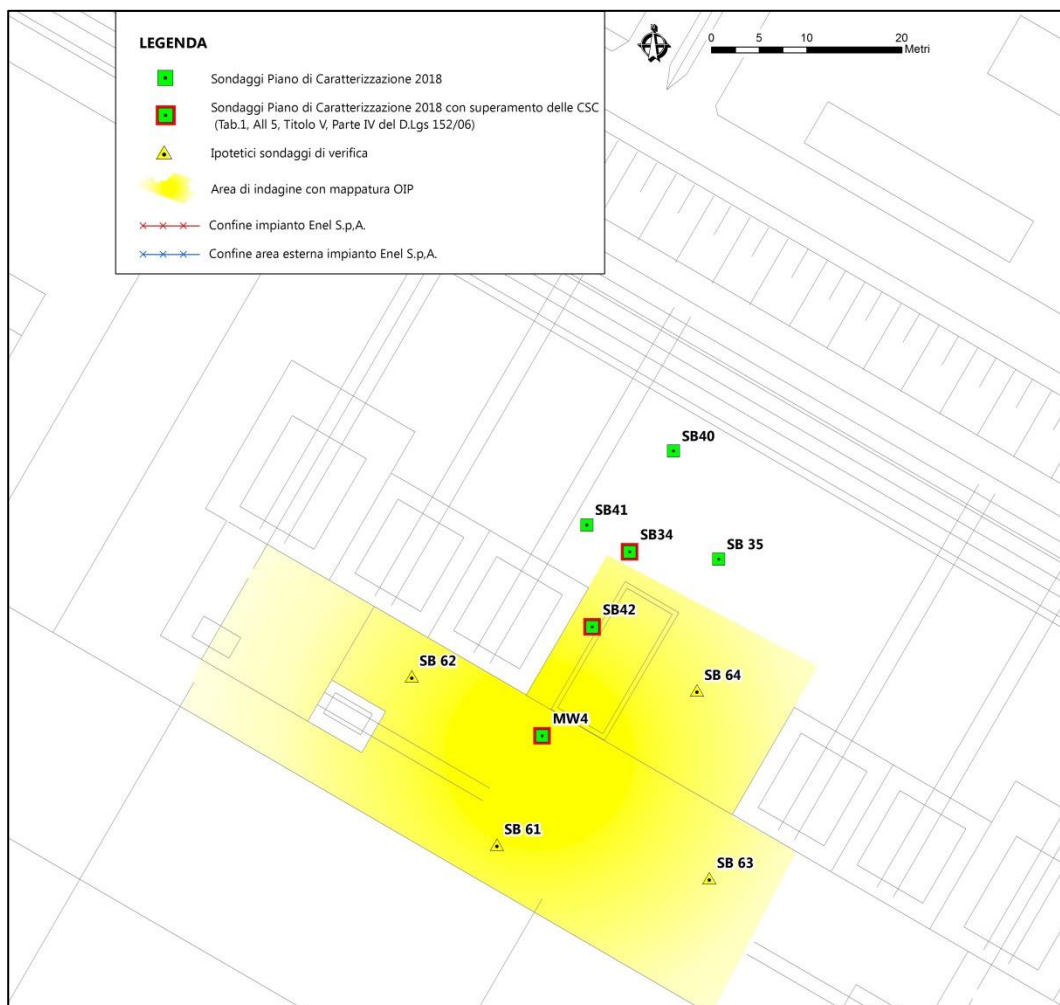 LEGENDA
0 10 20
Metri
Sondaggi Piano di Caratterizzazione 2018
Sondaggi Piano di Caratterizzazione 2018 con superamento delle CSC
(Tab.1, All 5, Titolo V, Parte IV del D.Lgs 152/06)
Ipotetici sondaggi di verifica
Area di indagine con mappatura OIP
Confine impianto Enel S.p,A.
Confine area esterna impianto Enel S.p,A.
SB40
SB41
SB34
SB 35
SB42
SB 62
SB 64
MW4
SB 61
SB 63